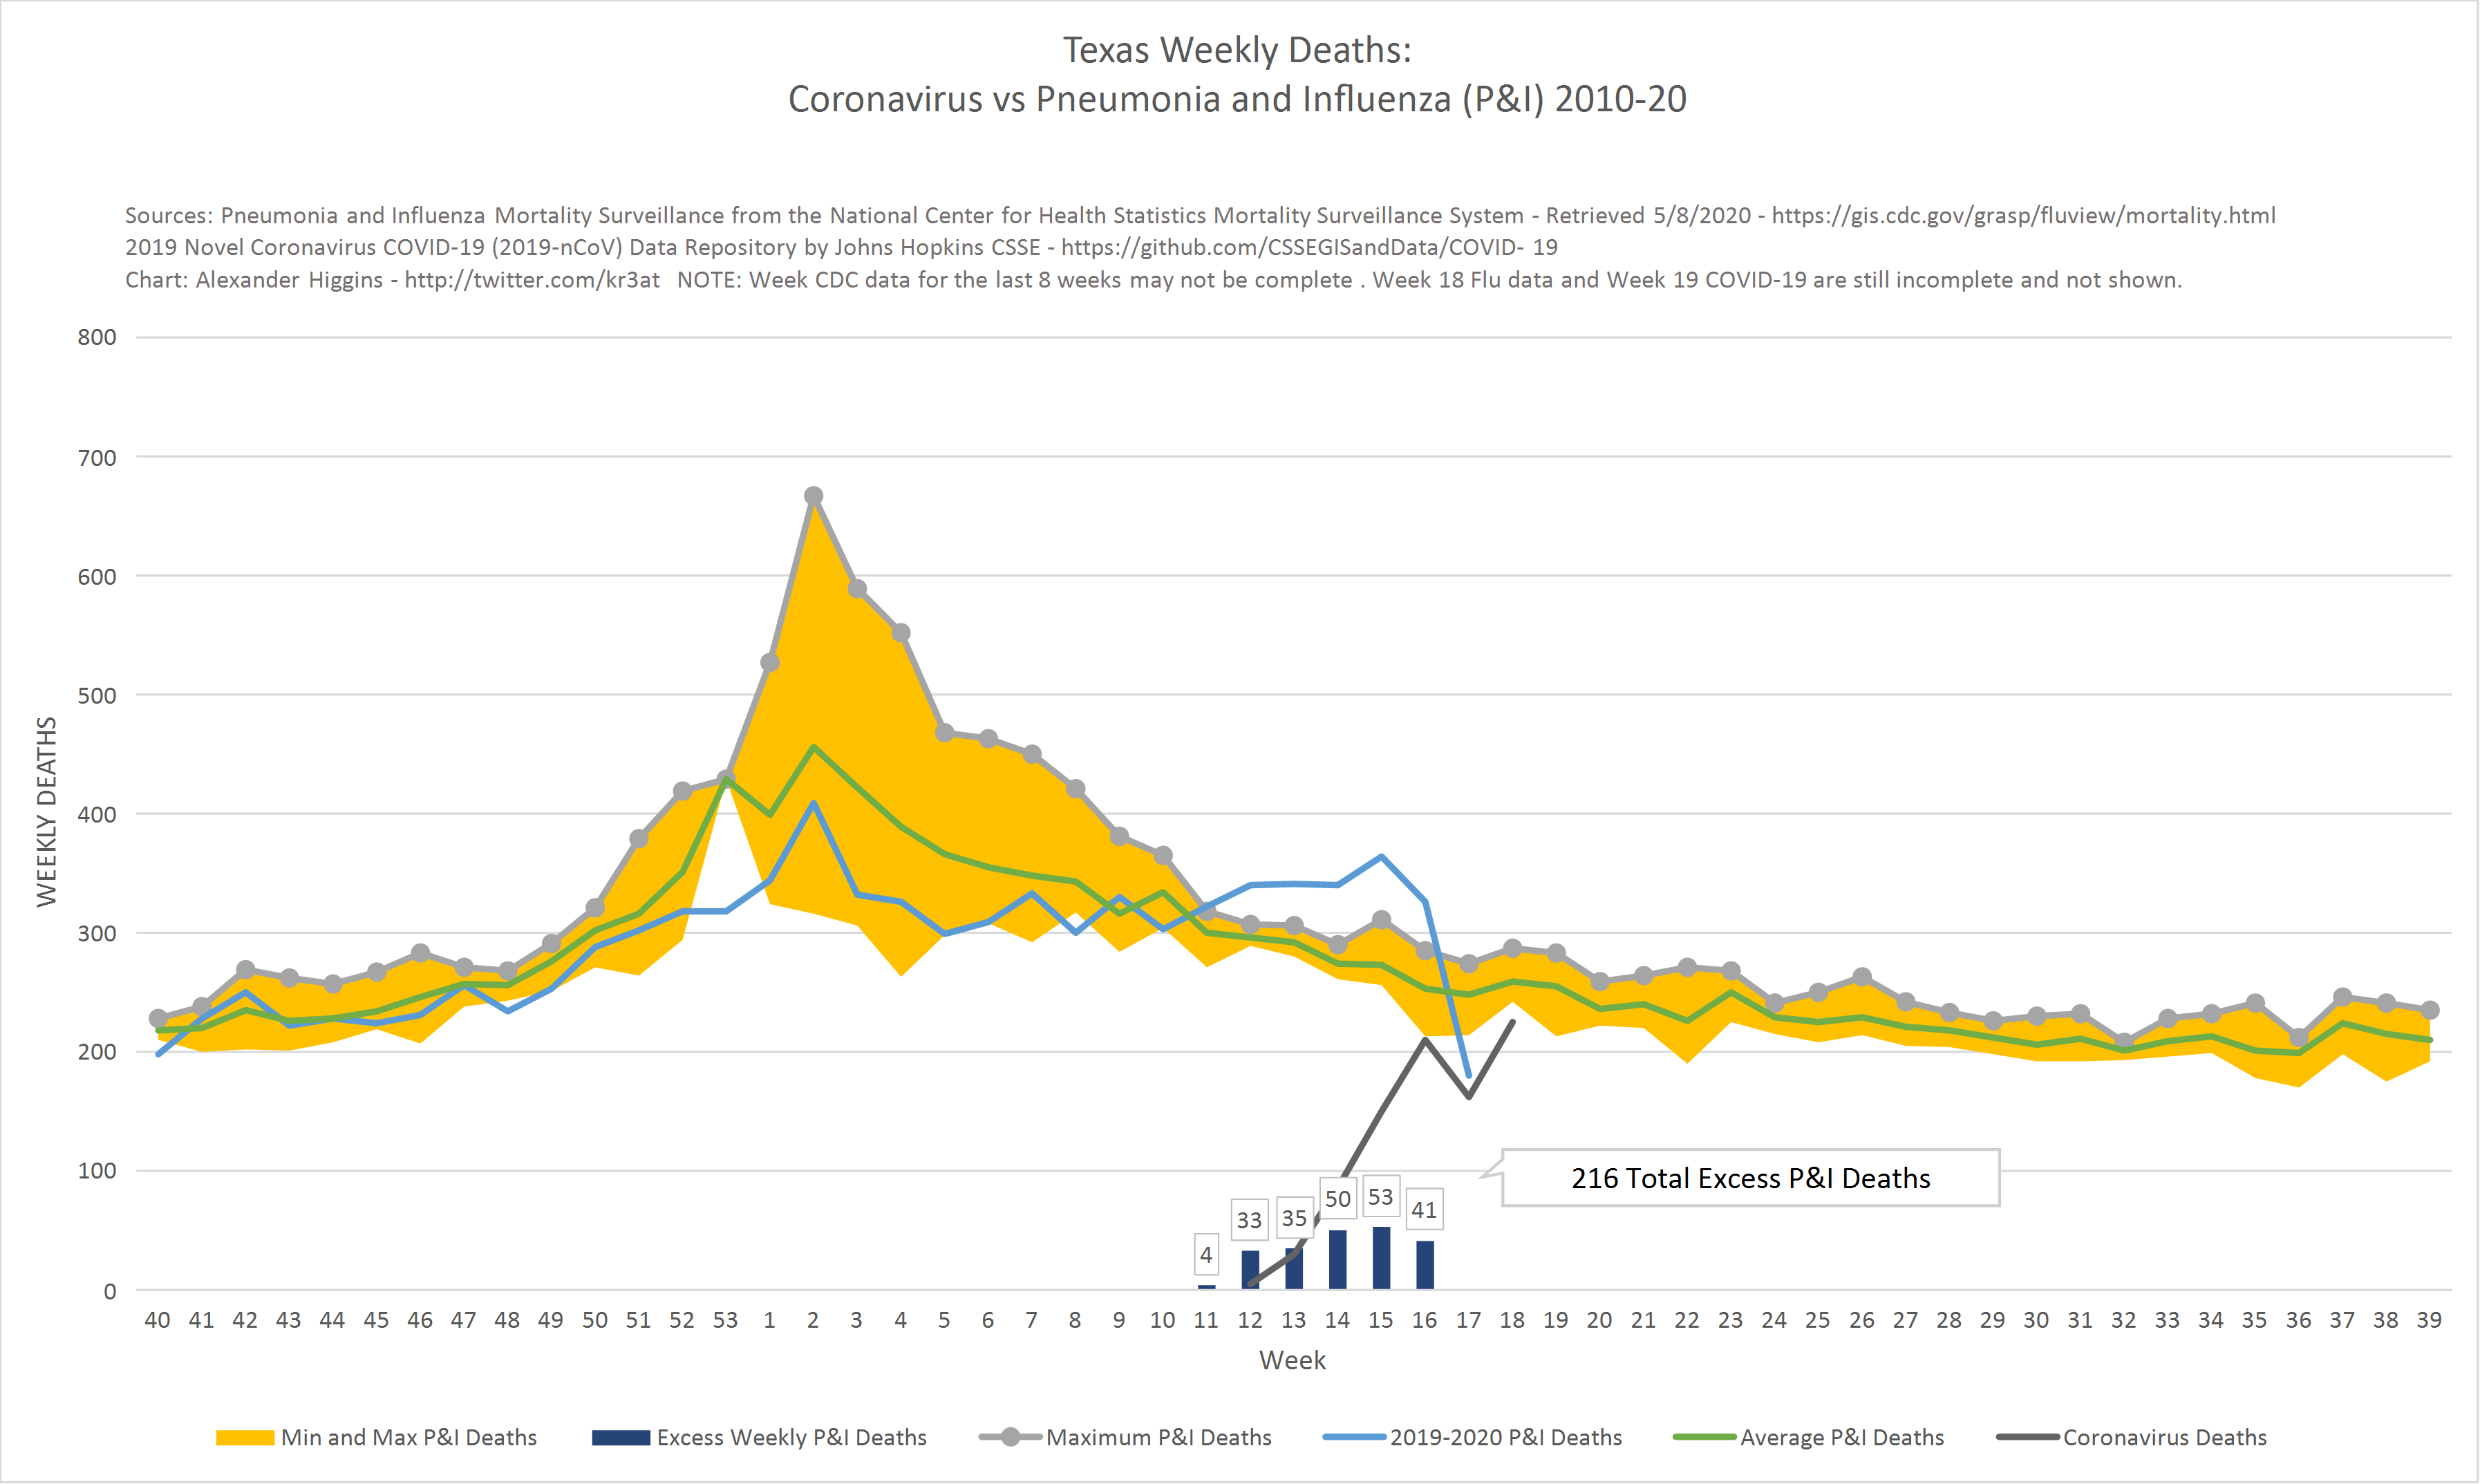 Texas Weekly Deaths:
Coronavirus vs Pneumonia and Influenza (P&I) 2010-20
Sources: Pneumonia and Influenza Mortality Surveillance from the National Center for Health Statistics Mortality Surveillance System - Retrieved 5/8/2020 - https://gis.cdc.gov/grasp/fluview/mortality.html
2019 Novel Coronavirus COVID-19 (2019-nCoV) Data Repository by Johns Hopkins CSSE - https://github.com/CSSEGISandData/COVID- 19
Chart: Alexander Higgins - http://twitter.com/kr3at NOTE: Week CDC data for the last 8 weeks may not be complete . Week 18 Flu data and Week 19 COVID-19 are still incomplete and not shown.
800
700
600
500
400
300
200
100
0
WEEKLY DEATHS
4
33
35
50
53
41
216 Total Excess P&I Deaths
40 41 42 43 44 45 46 47 48 49 50 51 52 53 1 2 3 4 5 6 7 8 9 10 11 12 13 14 15 16 17 18 19 20 21 22 23 24 25 26 27 28 29 30 31 32 33 34 35 36 37 38 39
Week
Min and Max P&I Deaths Excess Weekly P&I Deaths Maximum P&I Deaths 2019-2020 P&I Deaths Average P&I Deaths Coronavirus Deaths